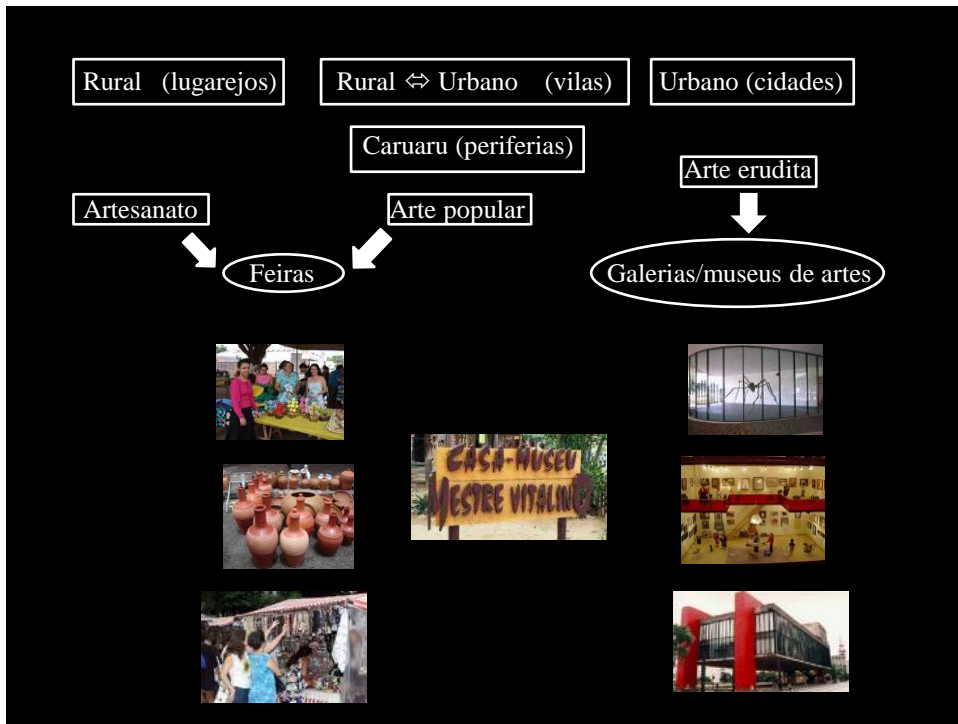 Rural (lugarejos)
Rural ⇔ Urbano (vilas)
Urbano (cidades)
Caruaru (periferias)
Arte erudita
Artesanato
Arte popular
Feiras
Galerias/museus de artes
CASA-MUSEU
MESTRE VITALINO